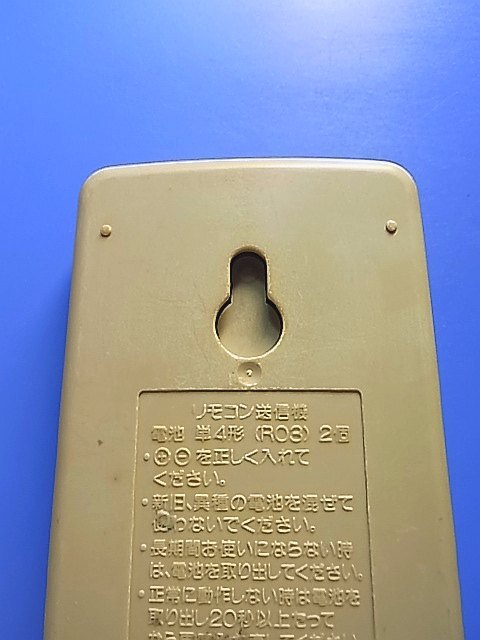 リモコン送信機
電池 単4形 (R03) 2個
・⊕⊖を正しく入れて
ください。
・新旧、異種の電池を混ぜて
使わないでください。
・長期間お使いにならない時
は、電池を取り出してください。
・正常に動作しない時は電池を
取り出し20秒以上たって
から